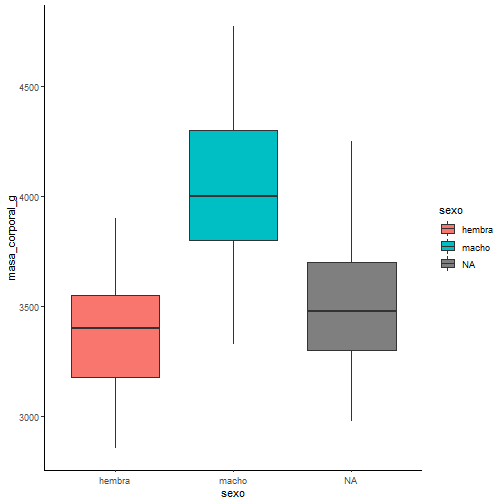 4500
4000
3500
3000
masa_corporal_g
hembra
macho
NA
sexo
sexo
hembra
macho
NA